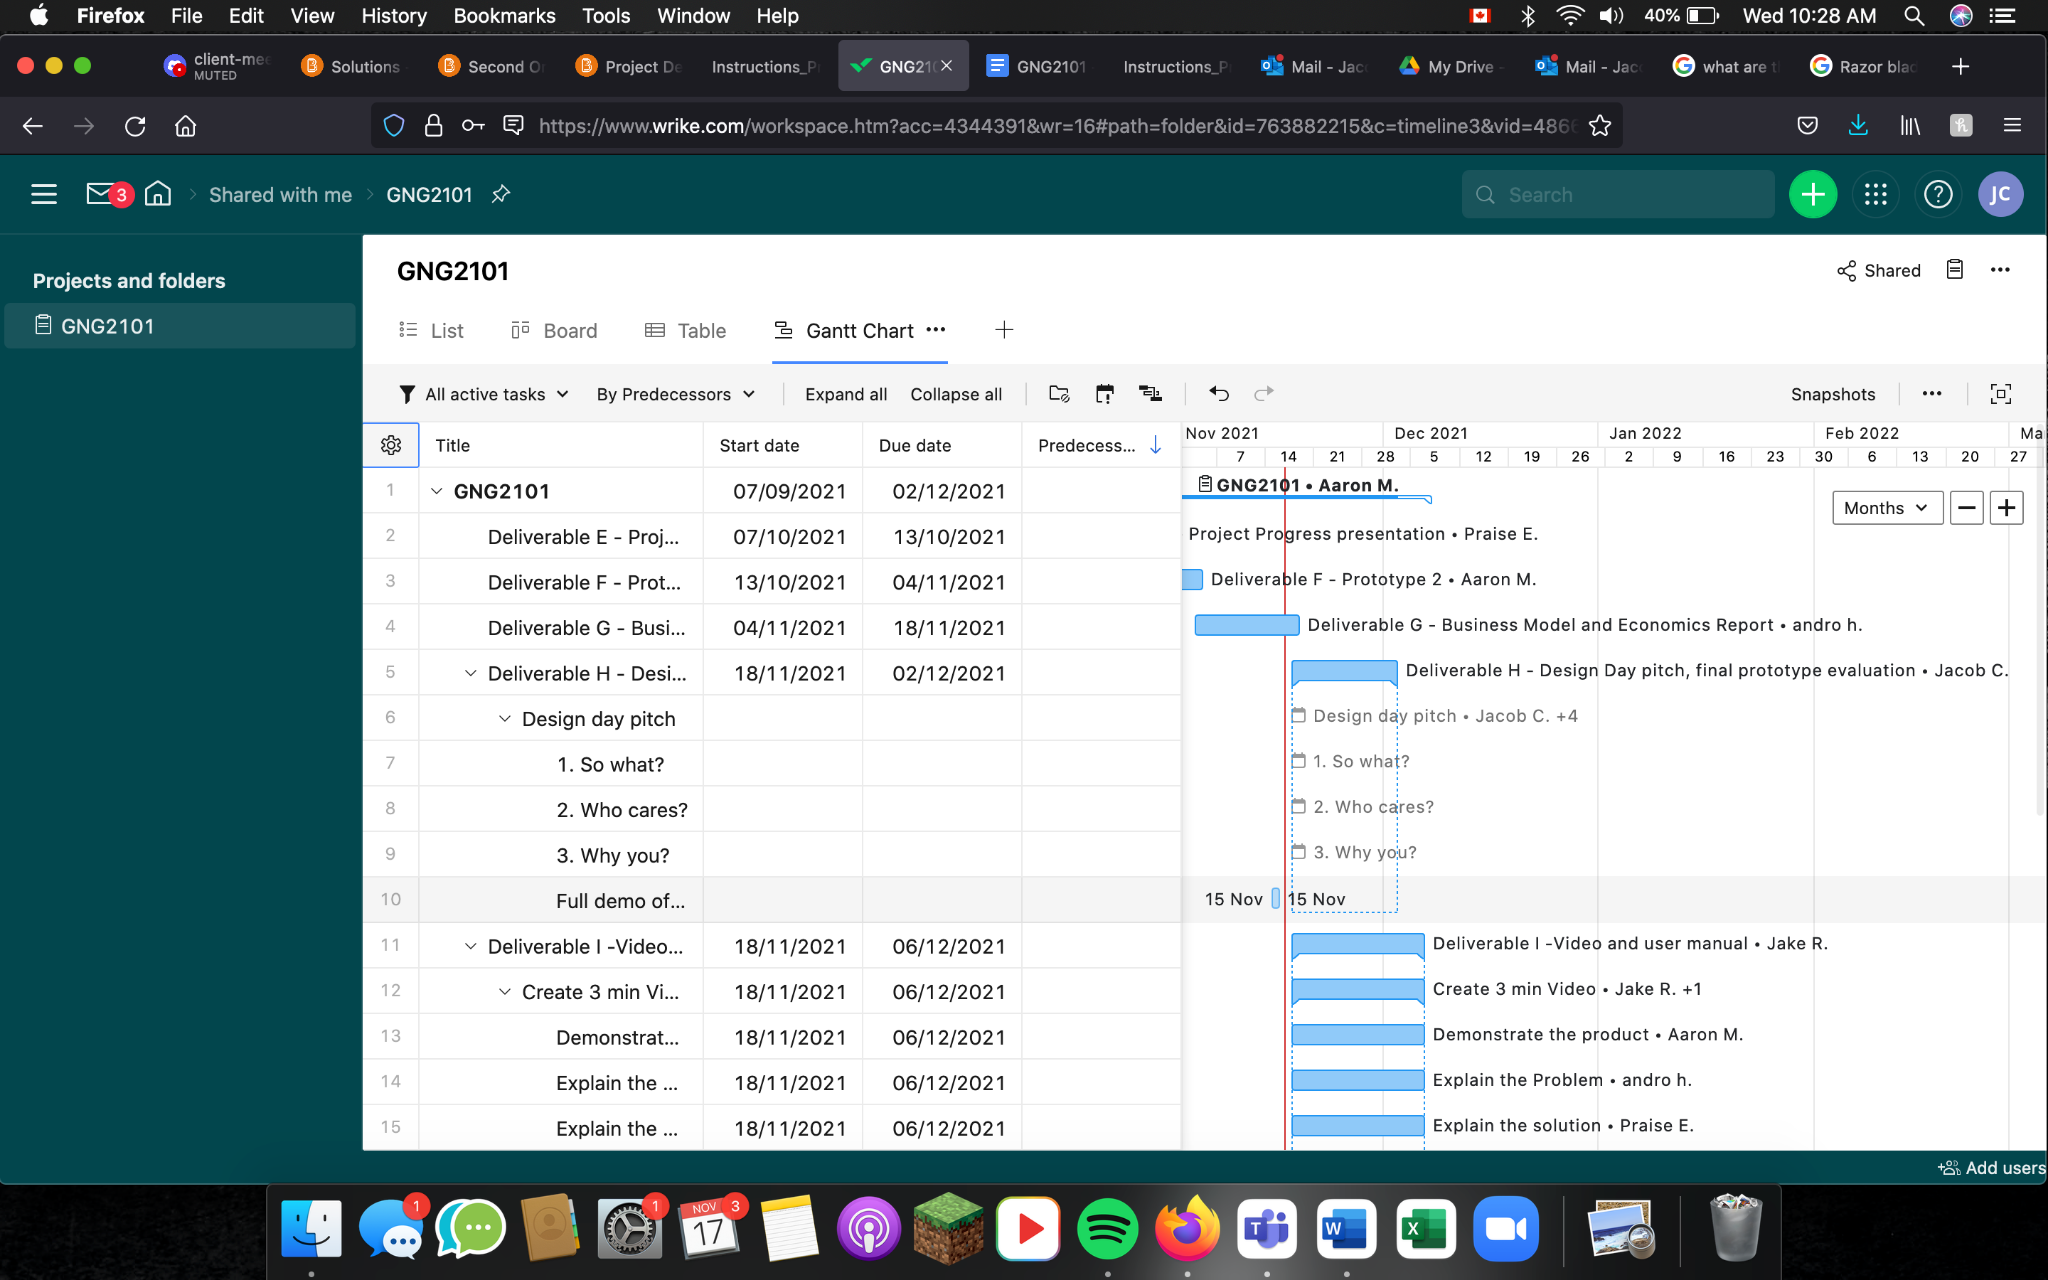 Firefox File Edit View History Bookmarks Tools Window Help 40% Wed 10:28 AM
client-mee
MUTED
Solutions Second O Project De Instructions_P GNG210 GNG2101 Instructions_P Mail - Jac My Drive - Mail - Jac what are t Razor blad
https://www.wrike.com/workspace.htm?acc=4344391&wr=16#path=folder&id=763882215&c=timeline3&vid=486
3 Shared with me GNG2101 Search JC
Projects and folders
GNG2101
GNG2101
Shared
List Board Table Gantt Chart
All active tasks By Predecessors Expand all Collapse all Snapshots
Title Start date Due date Predecess...
Nov 2021 Dec 2021 Jan 2022 Feb 2022 Ma
7 14 21 28 5 12 19 26 2 9 16 23 30 6 13 20 27
Months
1 GNG2101 07/09/2021 02/12/2021 GNG2101 • Aaron M.
2 Deliverable E - Proj... 07/10/2021 13/10/2021 Project Progress presentation • Praise E.
3 Deliverable F - Prot... 13/10/2021 04/11/2021 Deliverable F - Prototype 2 • Aaron M.
4 Deliverable G - Busi... 04/11/2021 18/11/2021 Deliverable G - Business Model and Economics Report • andro h.
5 Deliverable H - Desi... 18/11/2021 02/12/2021 Deliverable H - Design Day pitch, final prototype evaluation • Jacob C.
6 Design day pitch Design day pitch • Jacob C. +4
7 1. So what? 1. So what?
8 2. Who cares? 2. Who cares?
9 3. Why you? 3. Why you?
10 Full demo of... 15 Nov 15 Nov
11 Deliverable I -Video... 18/11/2021 06/12/2021 Deliverable I -Video and user manual • Jake R.
12 Create 3 min Vi... 18/11/2021 06/12/2021 Create 3 min Video • Jake R. +1
13 Demonstrat... 18/11/2021 06/12/2021 Demonstrate the product • Aaron M.
14 Explain the ... 18/11/2021 06/12/2021 Explain the Problem • andro h.
15 Explain the ... 18/11/2021 06/12/2021 Explain the solution • Praise E.
Add users
1 1 NOV 17 3 T W X